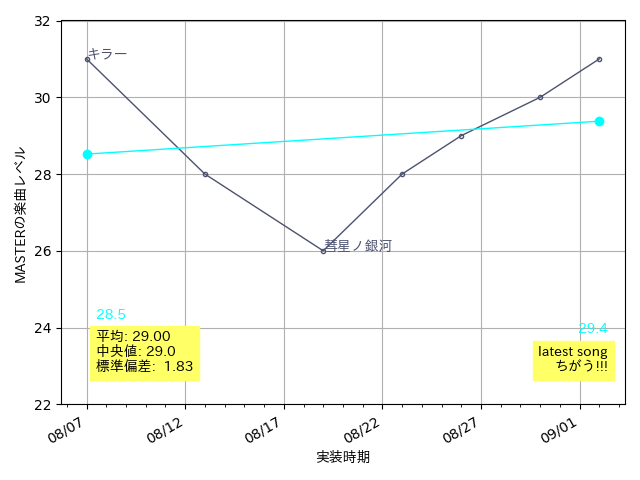 32
30
28
26
24
22
MASTERの楽曲レベル
キラー
彗星ノ銀河
28.5
平均: 29.00
中央値: 29.0
標準偏差: 1.83
29.4
latest song
ちがう!!!
08/07
08/12
08/17
08/22
08/27
09/01
実装時期